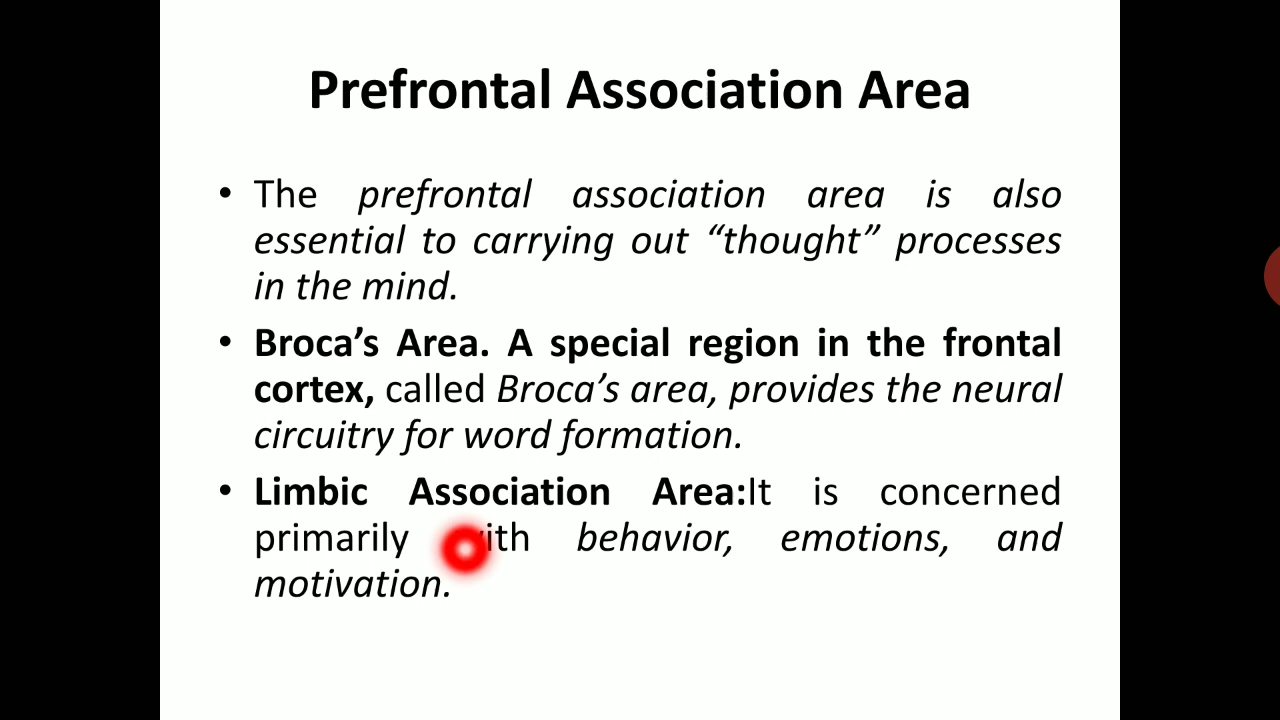 Prefrontal Association Area
• The prefrontal association area is also
essential to carrying out “thought” processes
in the mind.
• Broca’s Area. A special region in the frontal
cortex, called Broca’s area, provides the neural
circuitry for word formation.
• Limbic Association Area:It is concerned
primarily with behavior, emotions, and
motivation.